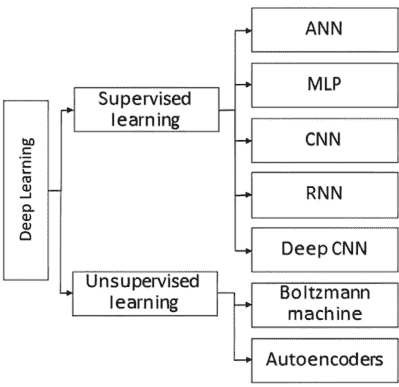 Deep Learning
Supervised
learning
Unsupervised
learning
ANN
MLP
CNN
RNN
Deep CNN
Boltzmann
machine
Autoencoders